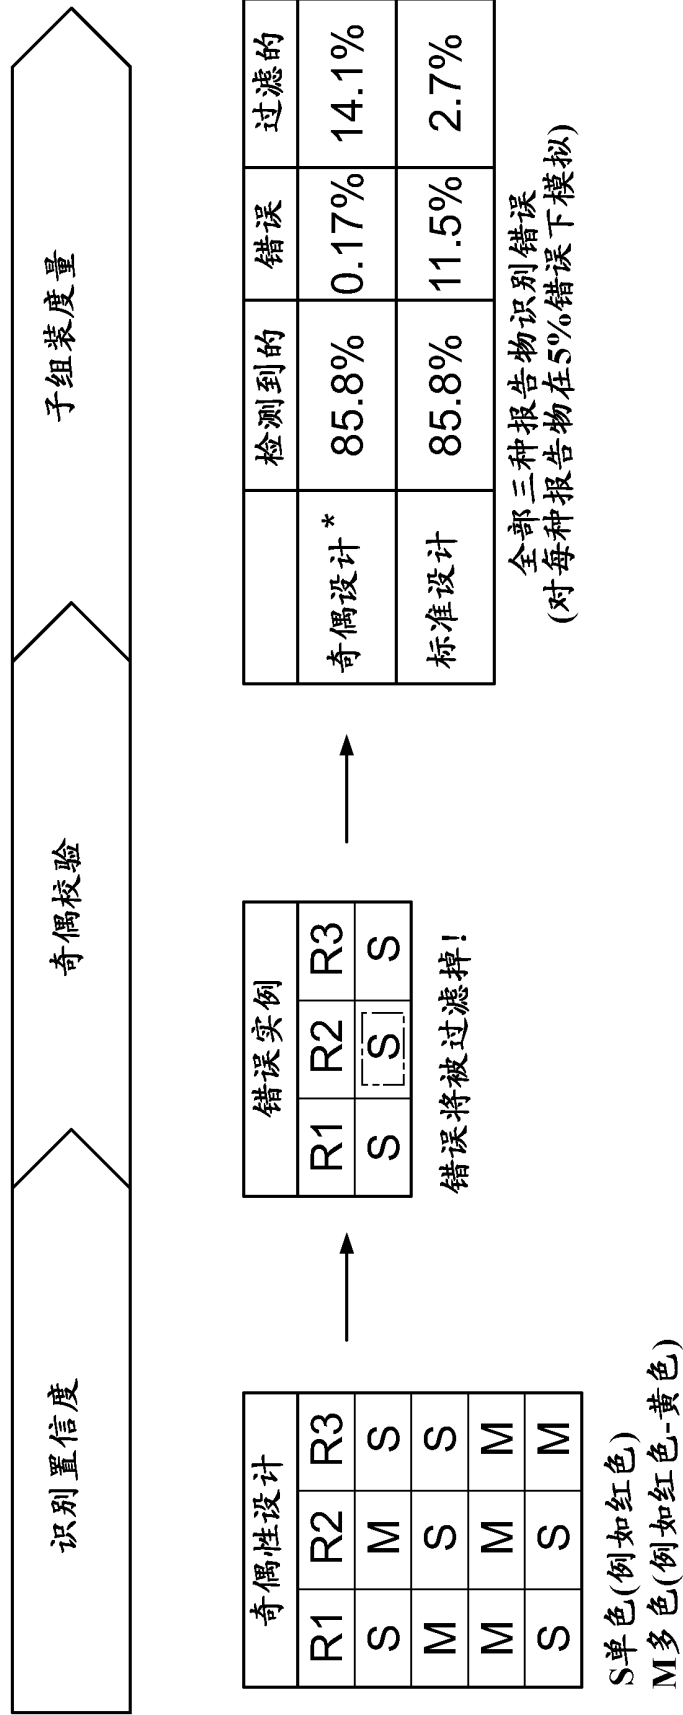 识别置信度 奇偶校验 子组装度量
奇偶性设计
R1 R2 R3
S M S
M S S
M M M
S S M
S单色(例如红色)
M多色(例如红色-黄色)
错误实例
R1 R2 R3
S S S
错误将被过滤掉!
检测到的 错误 过滤的
奇偶设计* 85.8% 0.17% 14.1%
标准设计 85.8% 11.5% 2.7%
全部三种报告物识别错误
(对每种报告物在5%错误下模拟)